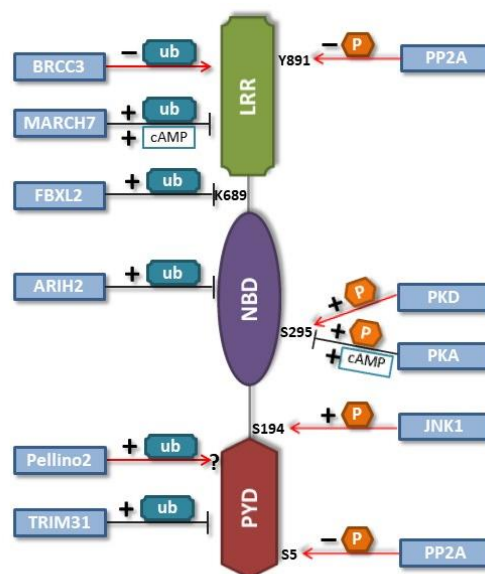 − ub
BRCC3
− P
Y891
PP2A
LRR
+ ub
MARCH7
+ cAMP
+ ub
FBXL2
K689
+ ub
ARIH2
NBD
+ P
PKD
S295
+ P
+ cAMP
PKA
S194
+ P
JNK1
+ ub
Pellino2
?
PYD
+ ub
TRIM31
S5
− P
PP2A